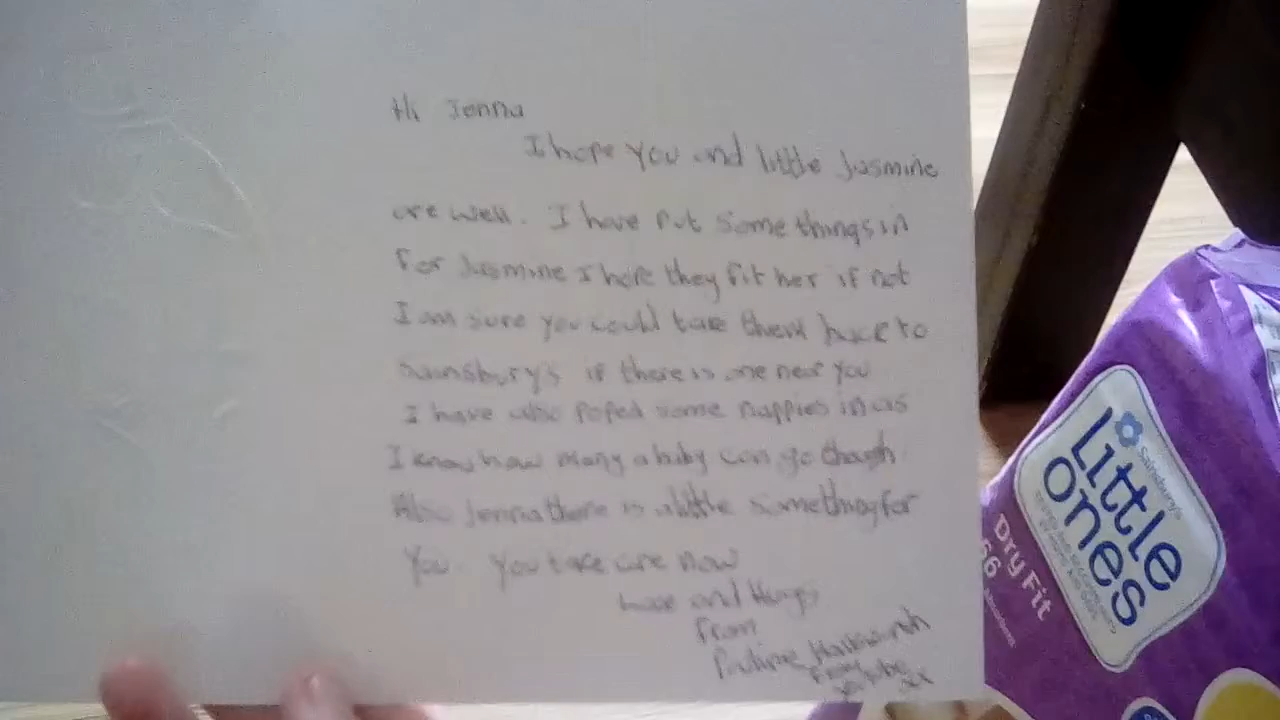 Hi Jenna
I hope you and little Jasmine
are well. I have put some things in
for Jasmine I hope they fit her if not
I am sure you could take them back to
Sainsbury's if there is one near you
I have also poped some nappies in as
I know how many a baby can go though.
Also Jenna there is a little something for
you. You take care now
Love and Hugs
From
Pauline
xx
Sainsbury's
little
ones
Dry Fit
66